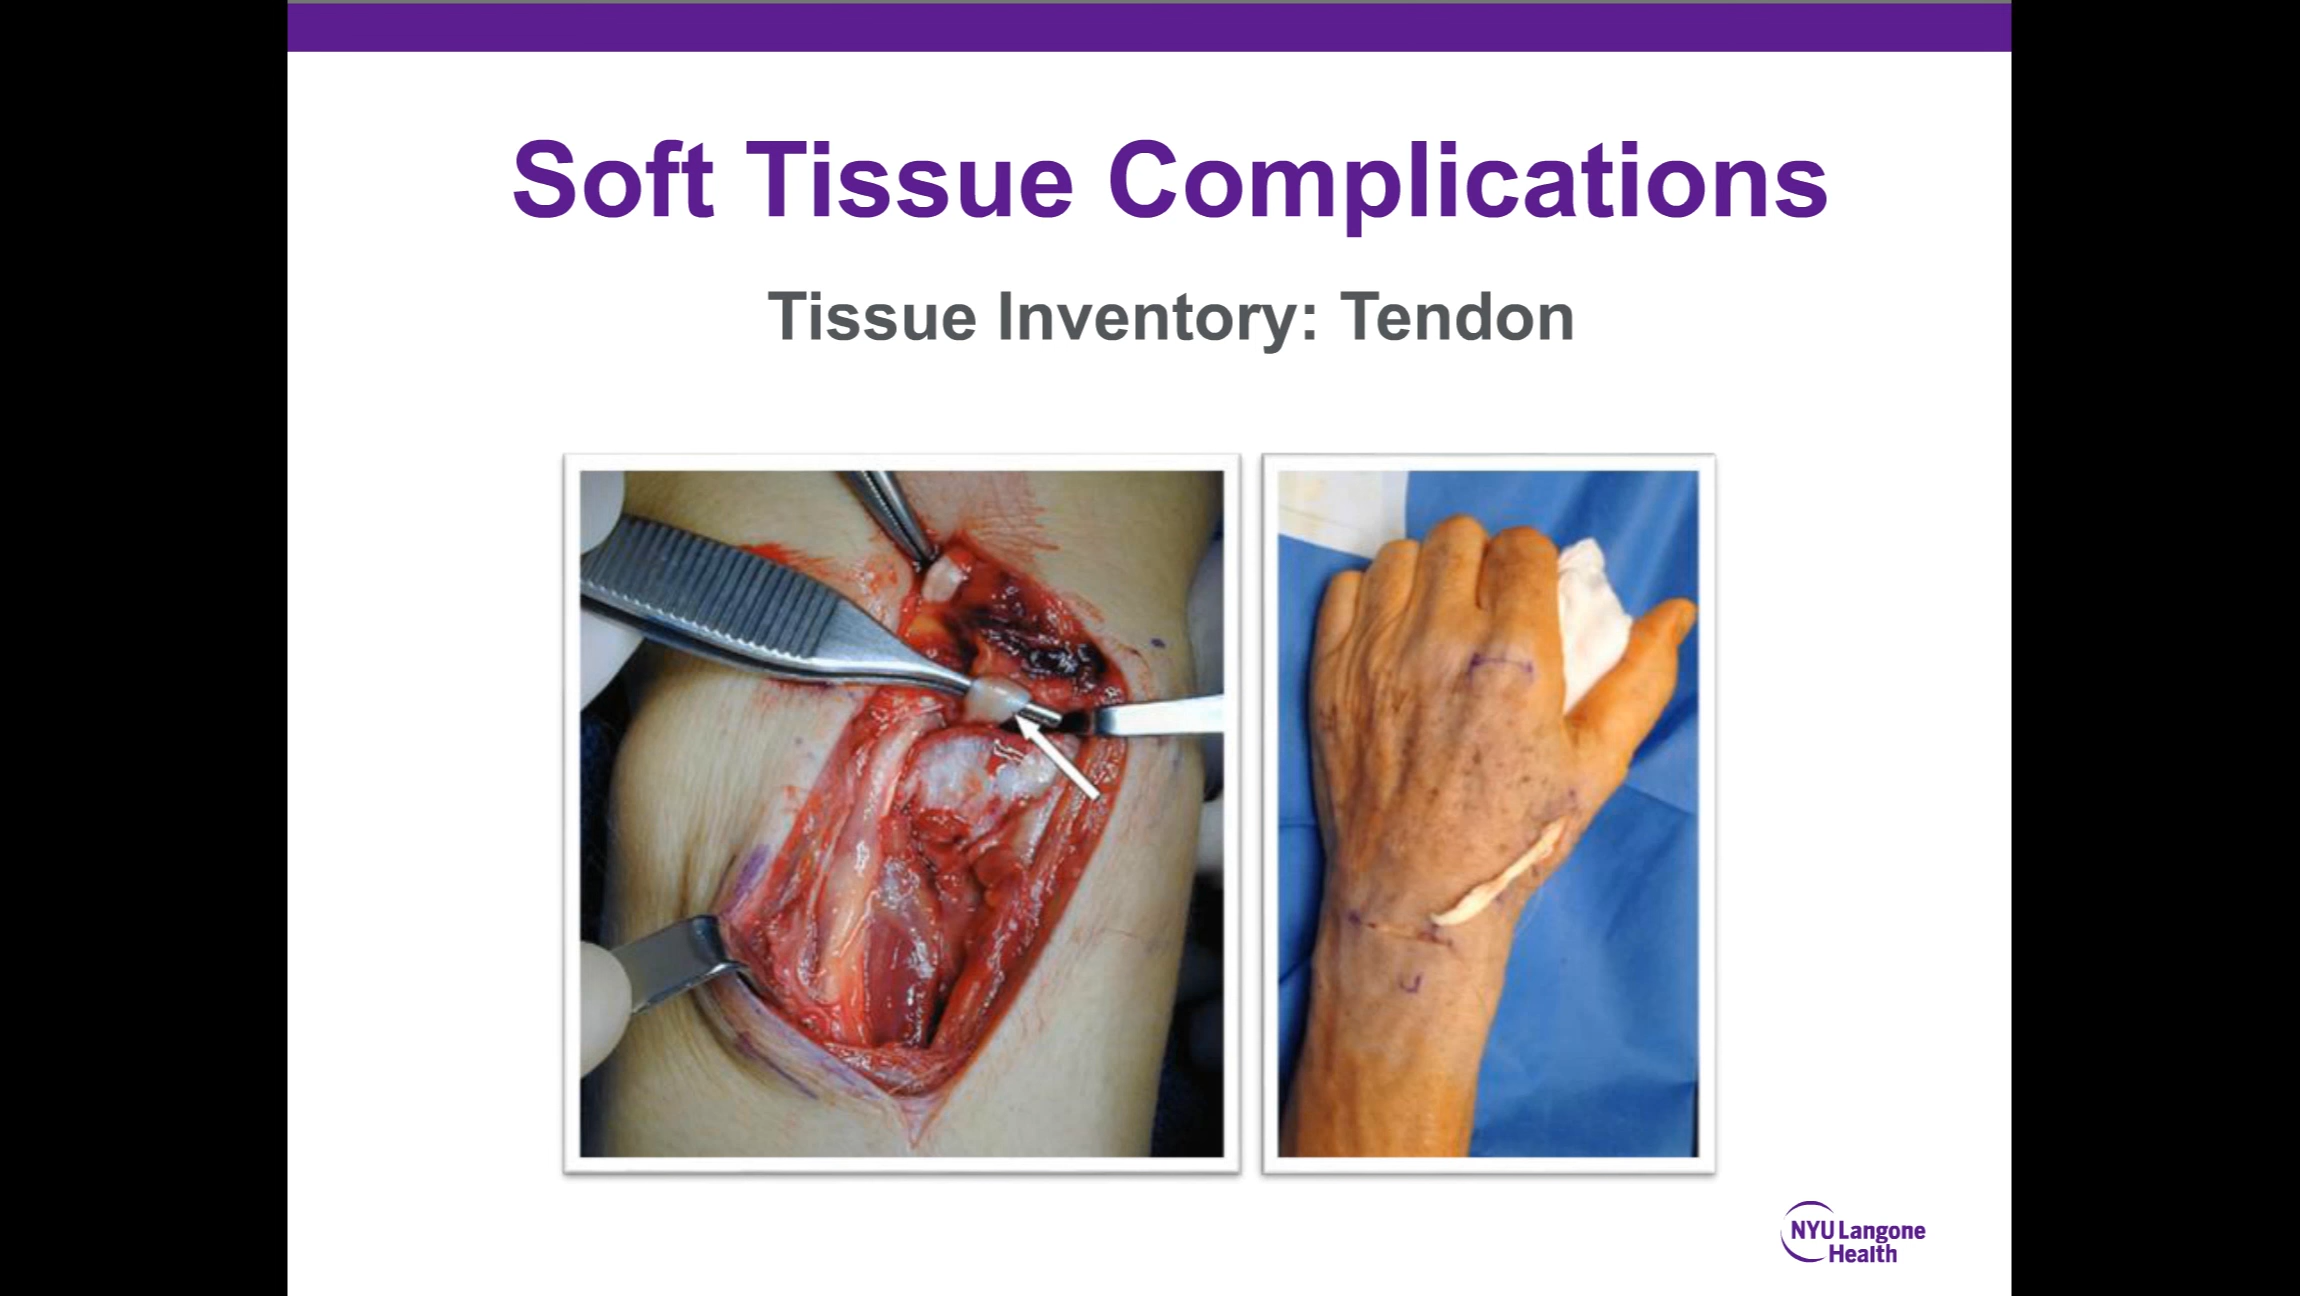 Soft Tissue Complications
Tissue Inventory: Tendon
NYU Langone
Health